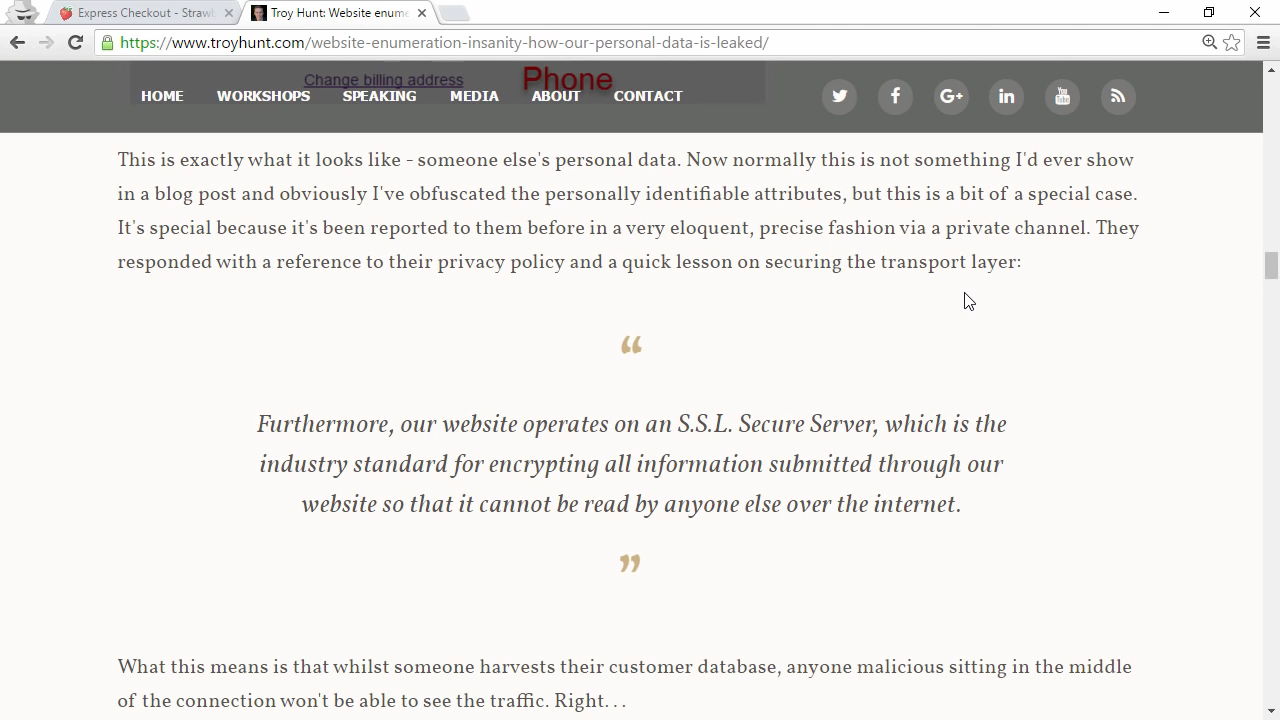 Express Checkout - Strawb
Troy Hunt: Website enume
https://www.troyhunt.com/website-enumeration-insanity-how-our-personal-data-is-leaked/
Change billing address
Phone
HOME WORKSHOPS SPEAKING MEDIA ABOUT CONTACT
This is exactly what it looks like - someone else's personal data. Now normally this is not something I'd ever show
in a blog post and obviously I've obfuscated the personally identifiable attributes, but this is a bit of a special case.
It's special because it's been reported to them before in a very eloquent, precise fashion via a private channel. They
responded with a reference to their privacy policy and a quick lesson on securing the transport layer:
“
Furthermore, our website operates on an S.S.L. Secure Server, which is the
industry standard for encrypting all information submitted through our
website so that it cannot be read by anyone else over the internet.
”
What this means is that whilst someone harvests their customer database, anyone malicious sitting in the middle
of the connection won't be able to see the traffic. Right…